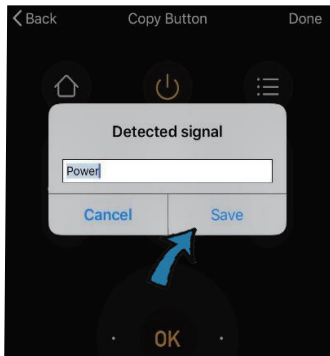 Back Copy Button Done
Detected signal
Power
Cancel Save
OK